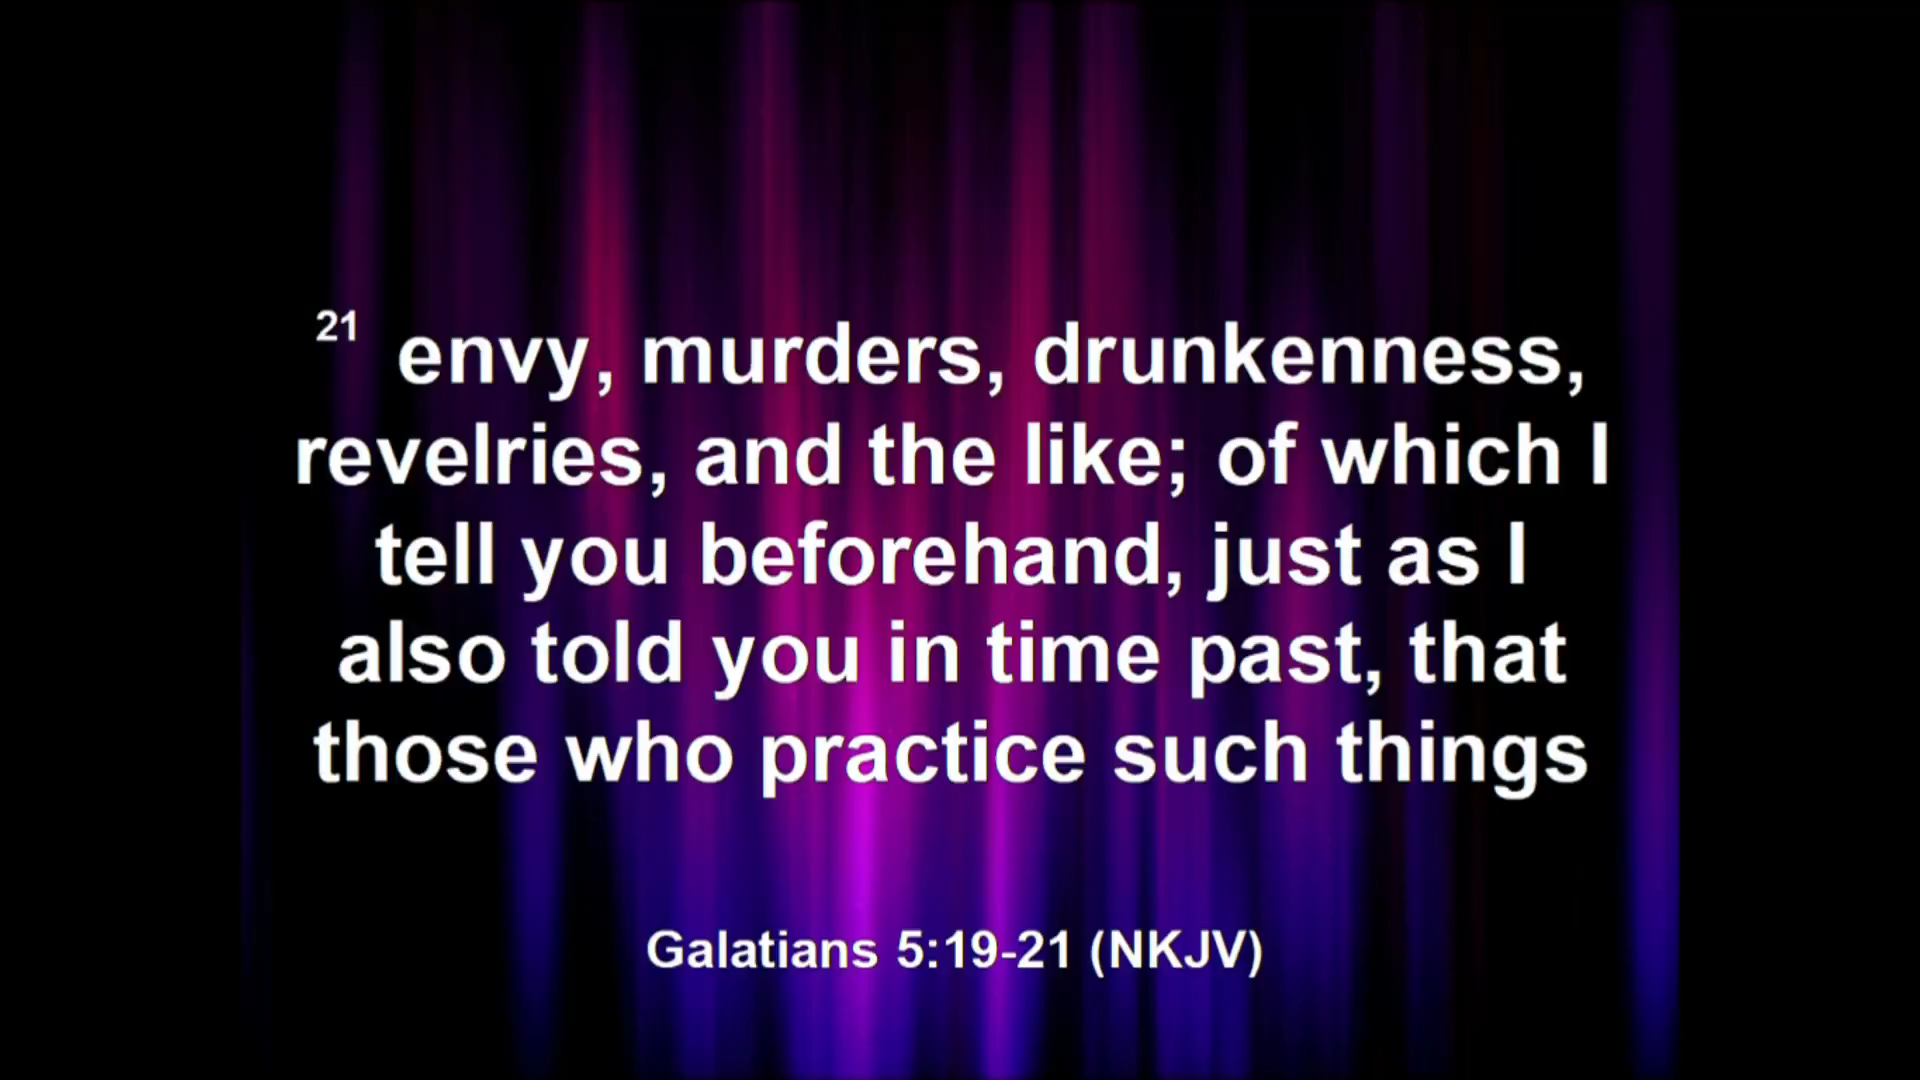 21 envy, murders, drunkenness,
revelries, and the like; of which I
tell you beforehand, just as I
also told you in time past, that
those who practice such things
Galatians 5:19-21 (NKJV)